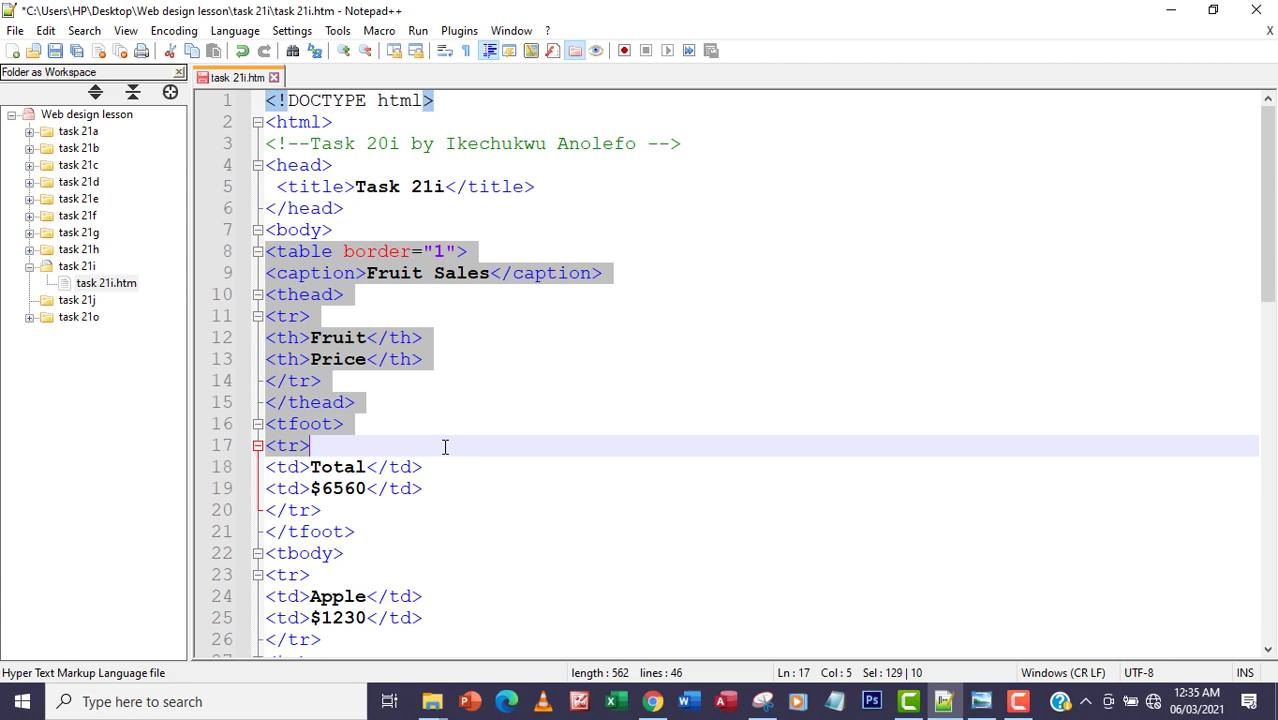 *C:\Users\HP\Desktop\Web design lesson\task 21i\task 21i.htm - Notepad++
File Edit Search View Encoding Language Settings Tools Macro Run Plugins Window ? X
Folder as Workspace
task 21i.htm
Web design lesson
task 21a
task 21b
task 21c
task 21d
task 21e
task 21f
task 21g
task 21h
task 21i
task 21i.htm
task 21j
task 21o
1 <!DOCTYPE html>
2 <html>
3 <!--Task 20i by Ikechukwu Anolefo -->
4 <head>
5 <title>Task 21i</title>
6 </head>
7 <body>
8 <table border="1">
9 <caption>Fruit Sales</caption>
10 <thead>
11 <tr>
12 <th>Fruit</th>
13 <th>Price</th>
14 </tr>
15 </thead>
16 <tfoot>
17 <tr>
18 <td>Total</td>
19 <td>$6560</td>
20 </tr>
21 </tfoot>
22 <tbody>
23 <tr>
24 <td>Apple</td>
25 <td>$1230</td>
26 </tr>
Hyper Text Markup Language file length : 562 lines : 46 Ln : 17 Col : 5 Sel : 129 | 10 Windows (CR LF) UTF-8 INS
Type here to search
12:35 AM
06/03/2021